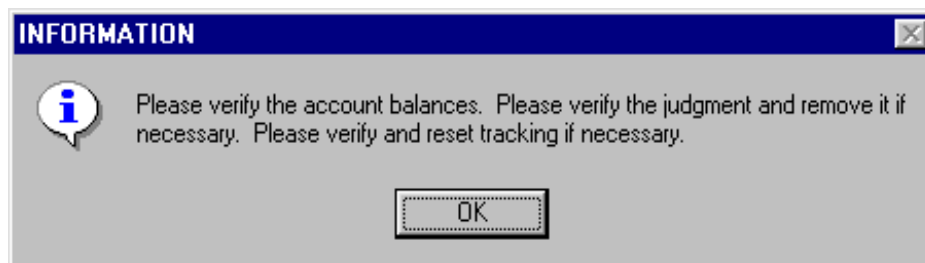 INFORMATION
Please verify the account balances.  Please verify the judgment and remove it if
necessary.  Please verify and reset tracking if necessary.
OK